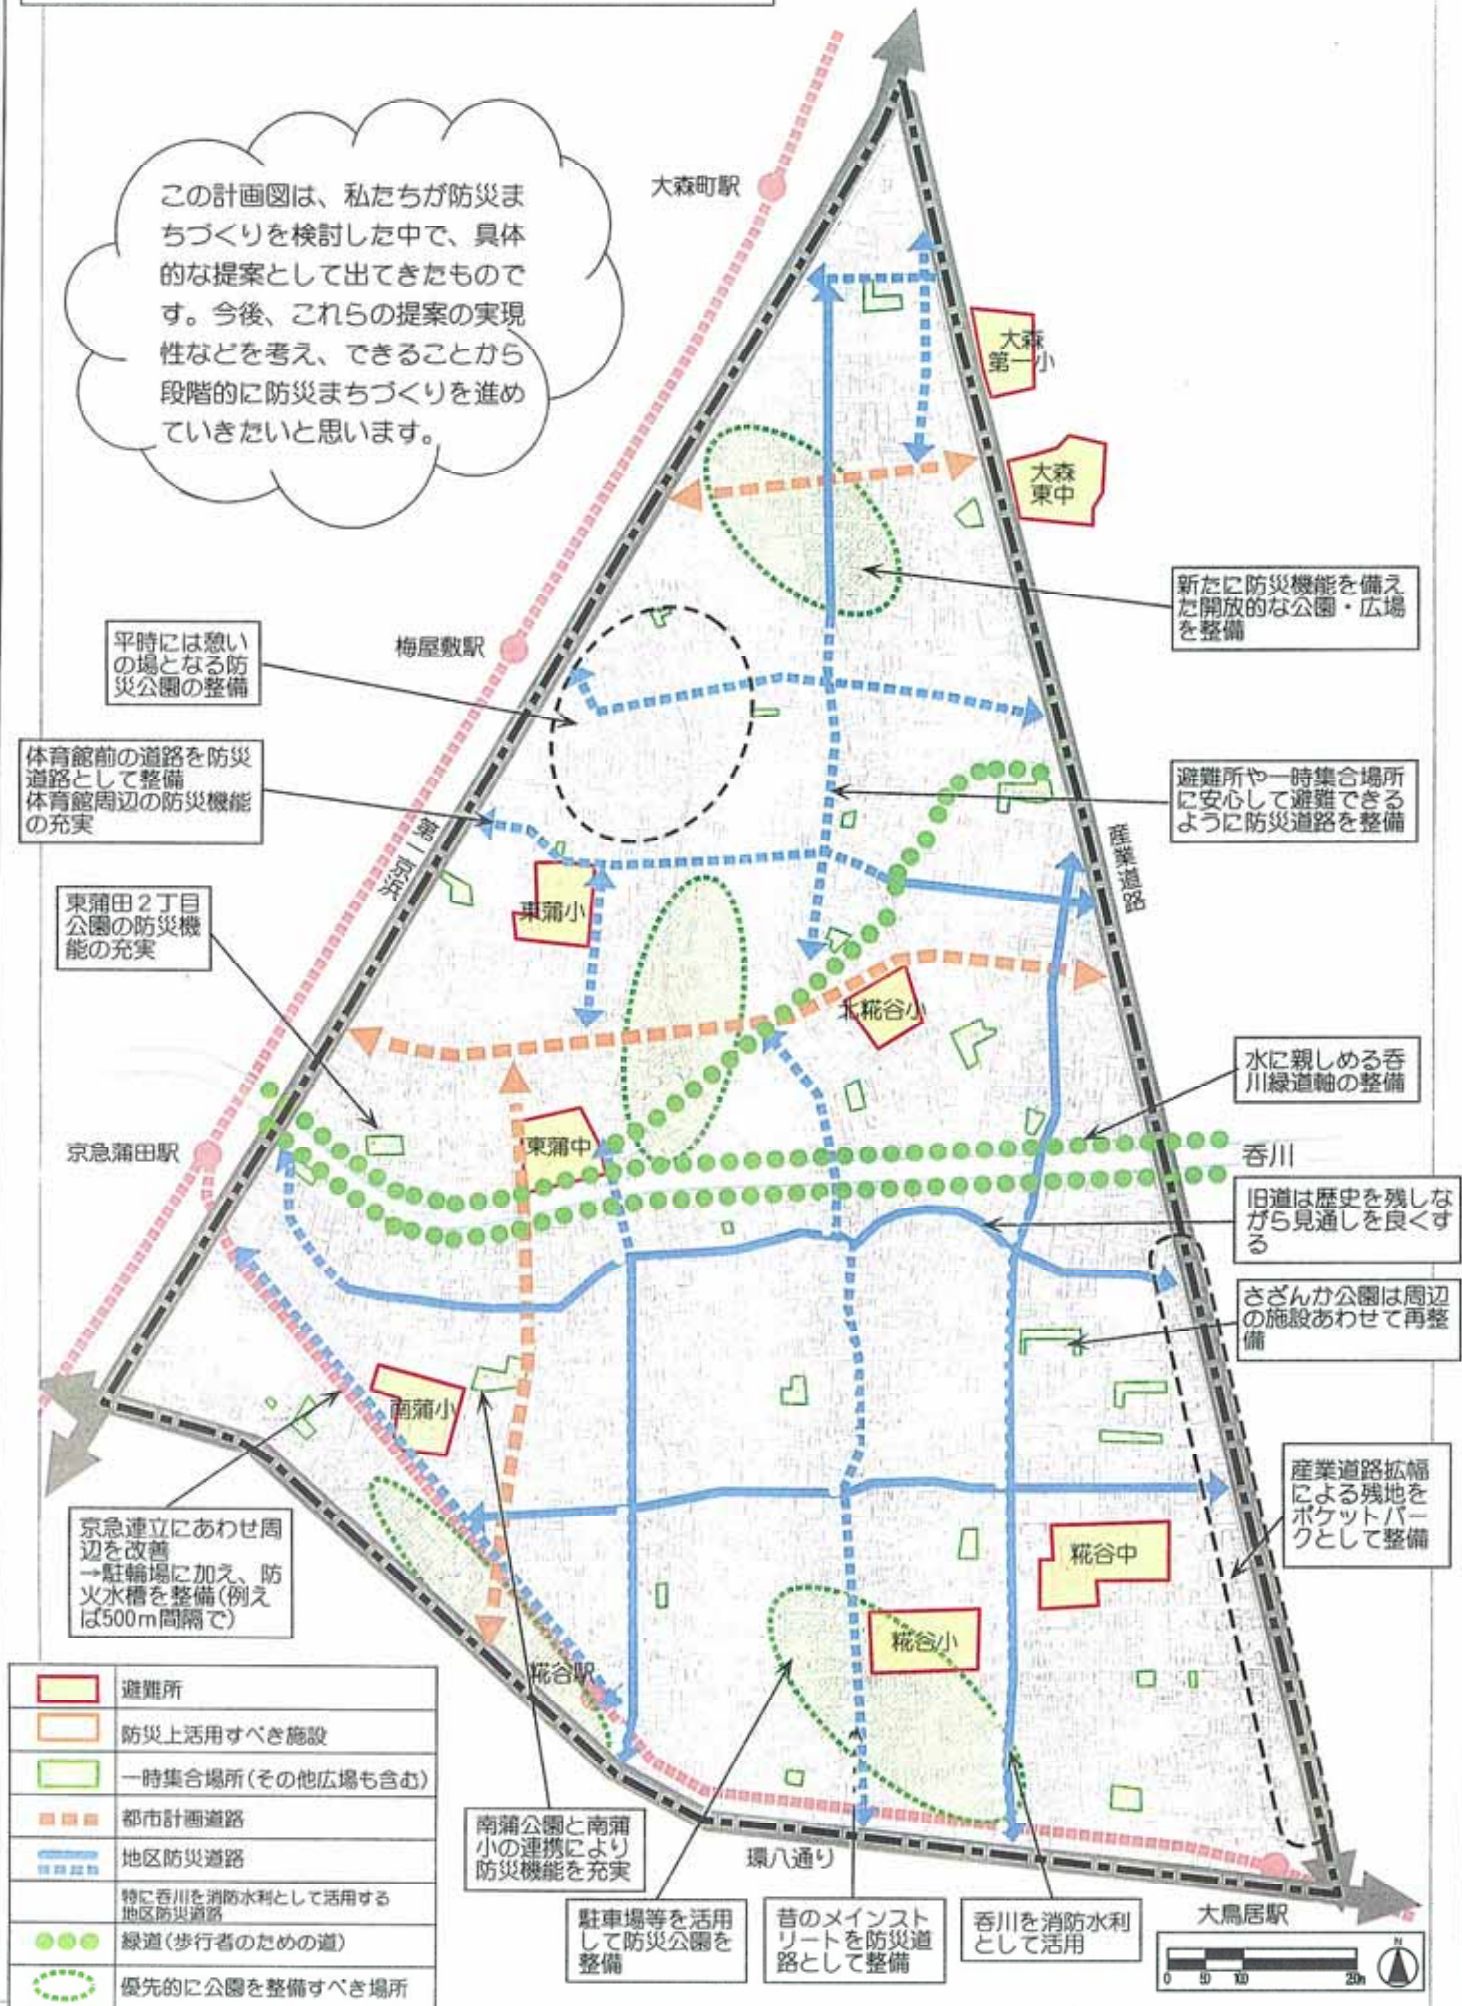 この計画図は、私たちが防災ま
ちづくりを検討した中で、具体
的な提案として出てきたもので
す。今後、これらの提案の実現
性などを考え、できることから
段階的に防災まちづくりを進め
ていきたいと思います。
大森町駅
大森
第一小
大森
東中
新たに防災機能を備え
た開放的な公園・広場
を整備
梅屋敷駅
平時には憩い
の場となる防
災公園の整備
体育館前の道路を防災
道路として整備
体育館周辺の防災機能
の充実
避難所や一時集合場所
に安心して避難できる
ように防災道路を整備
第一京浜
産業道路
東蒲田2丁目
公園の防災機
能の充実
東蒲小
北糀谷小
水に親しめる呑
川緑道軸の整備
京急蒲田駅
東蒲中
呑川
旧道は歴史を残しな
がら見通しを良くす
る
さざんか公園は周辺
の施設あわせて再整
備
南蒲小
産業道路拡幅
による残地を
ポケットパー
クとして整備
京急連立にあわせ周
辺を改善
→駐輪場に加え、防
火水槽を整備(例え
ば500m間隔で)
糀谷中
糀谷小
糀谷駅
避難所
防災上活用すべき施設
一時集合場所(その他広場も含む)
都市計画道路
地区防災道路
特に呑川を消防水利として活用する
地区防災道路
緑道(歩行者のための道)
優先的に公園を整備すべき場所
南蒲公園と南蒲
小の連携により
防災機能を充実
環八通り
駐車場等を活用
して防災公園を
整備
昔のメインスト
リートを防災道
路として整備
呑川を消防水利
として活用
大鳥居駅
N
0